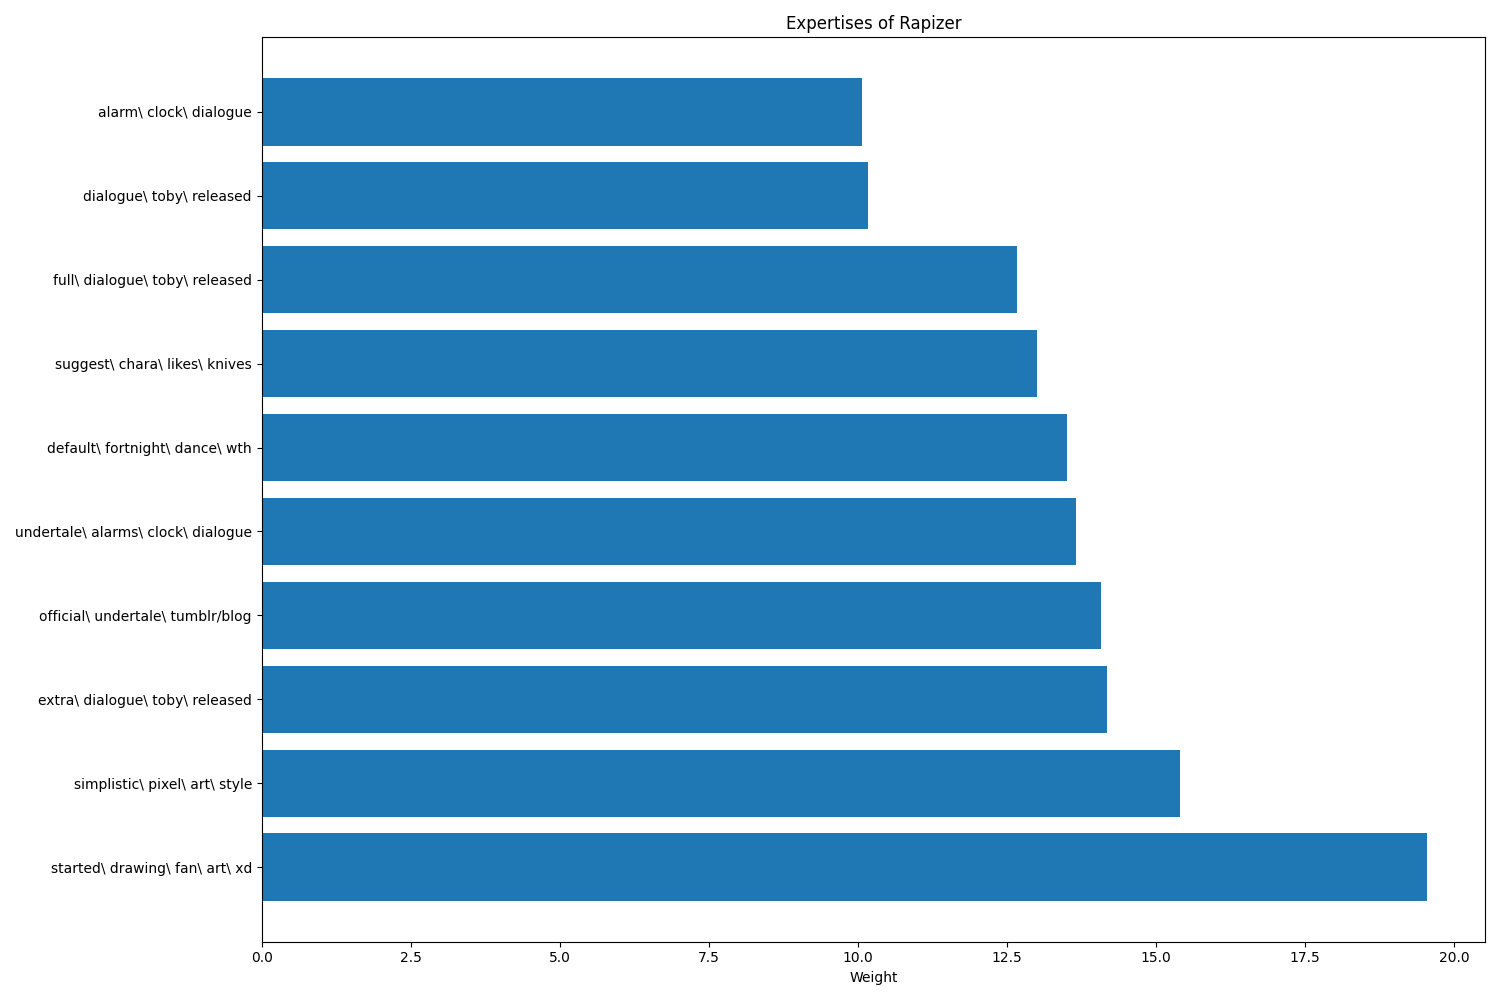 Expertises of Rapizer
alarm\ clock\ dialogue
dialogue\ toby\ released
full\ dialogue\ toby\ released
suggest\ chara\ likes\ knives
default\ fortnight\ dance\ wth
undertale\ alarms\ clock\ dialogue
official\ undertale\ tumblr/blog
extra\ dialogue\ toby\ released
simplistic\ pixel\ art\ style
started\ drawing\ fan\ art\ xd
0.0 2.5 5.0 7.5 10.0 12.5 15.0 17.5 20.0
Weight